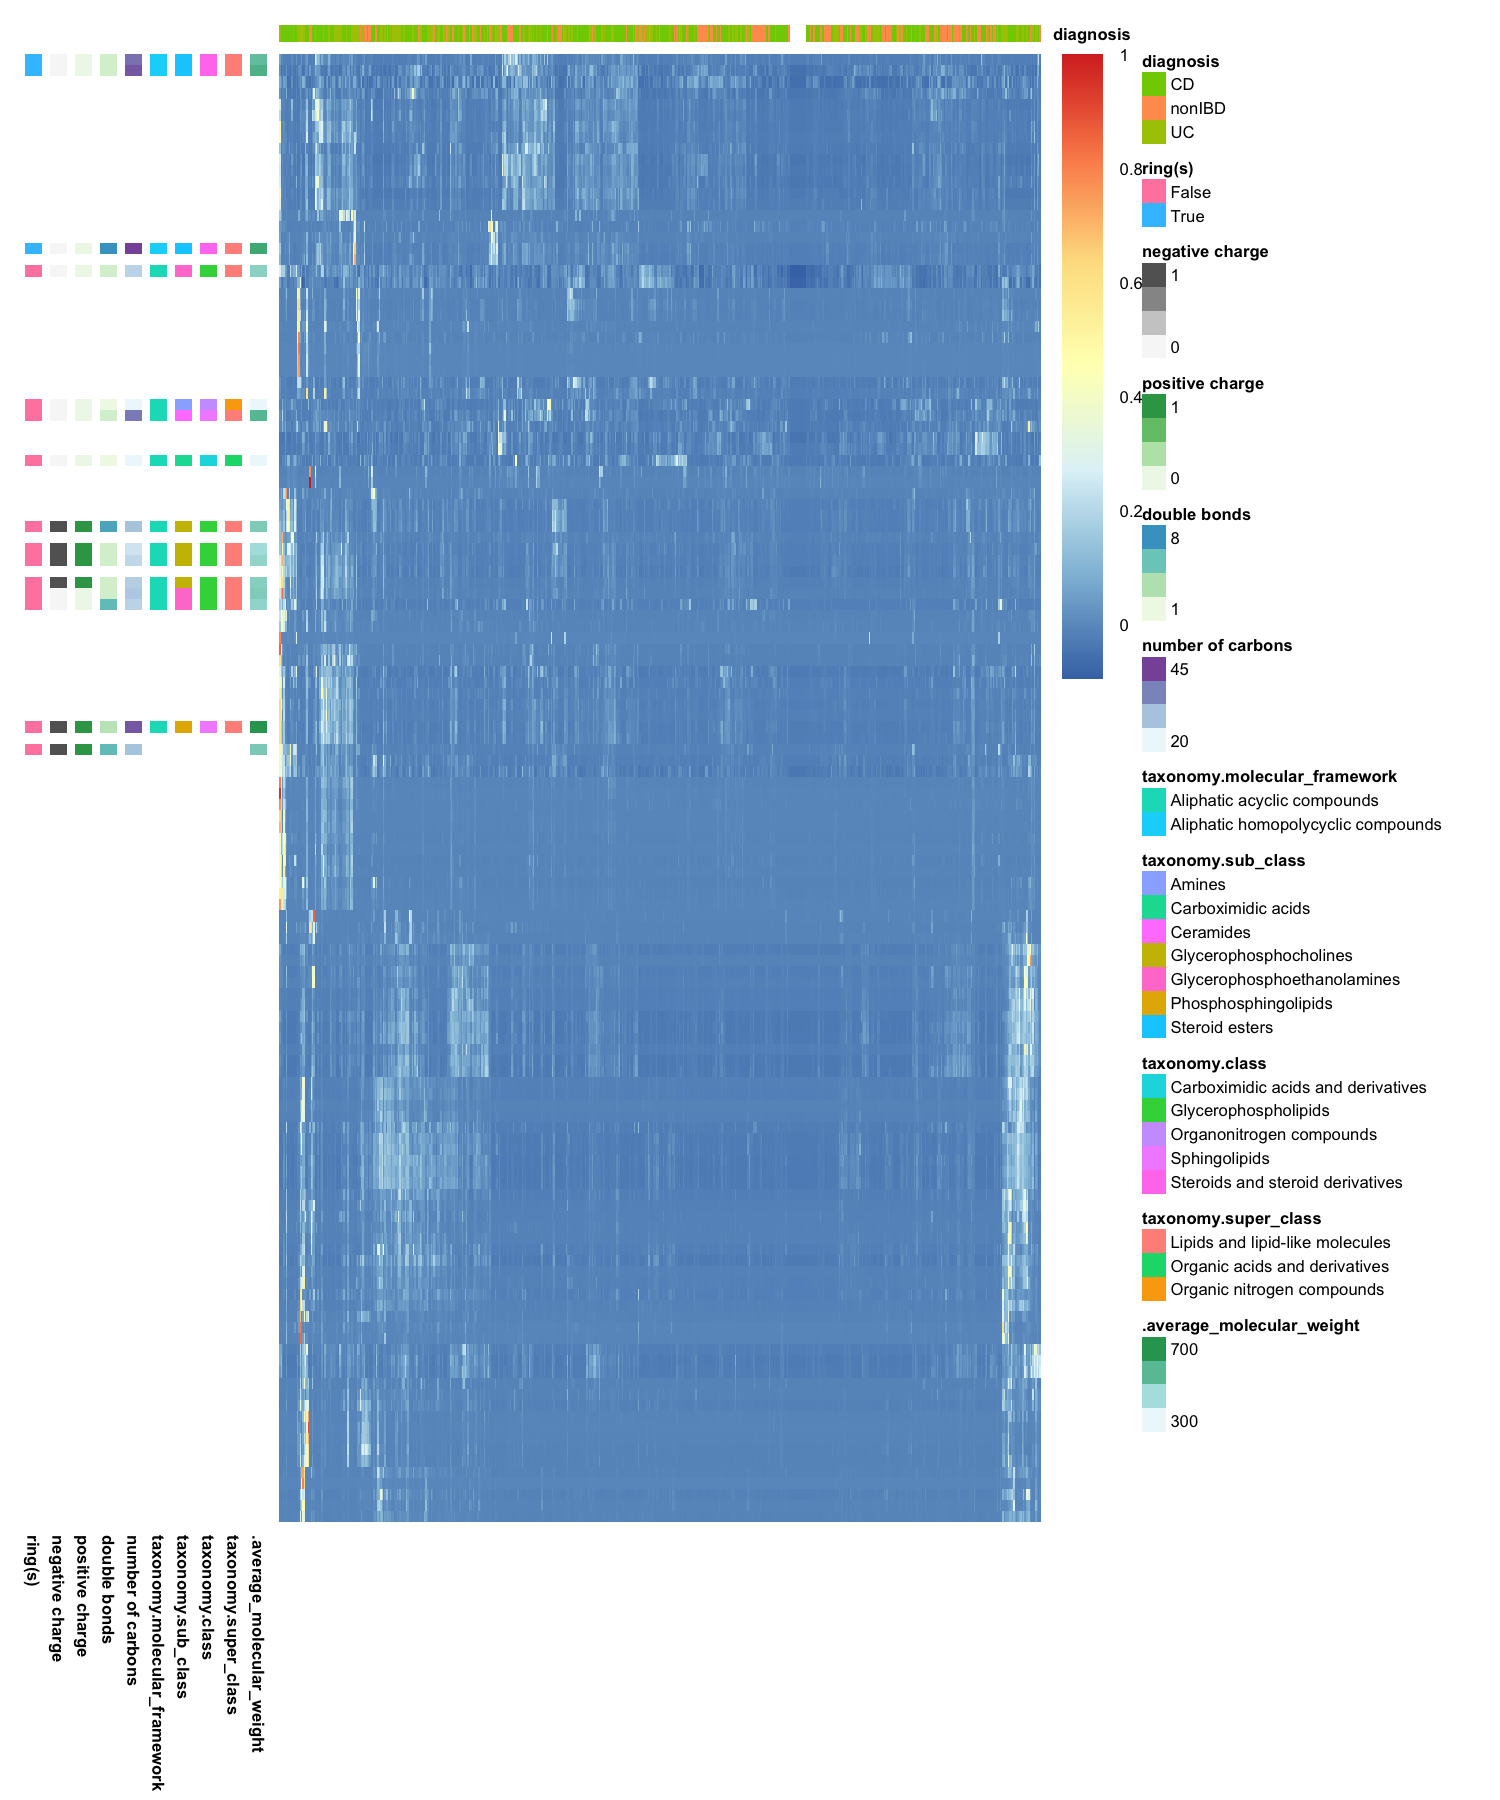 diagnosis
1
0.8
0.6
0.4
0.2
0
diagnosis
CD
nonIBD
UC
ring(s)
False
True
negative charge
1
0
positive charge
1
0
double bonds
8
1
number of carbons
45
20
taxonomy.molecular_framework
Aliphatic acyclic compounds
Aliphatic homopolycyclic compounds
taxonomy.sub_class
Amines
Carboximidic acids
Ceramides
Glycerophosphocholines
Glycerophosphoethanolamines
Phosphosphingolipids
Steroid esters
taxonomy.class
Carboximidic acids and derivatives
Glycerophospholipids
Organonitrogen compounds
Sphingolipids
Steroids and steroid derivatives
taxonomy.super_class
Lipids and lipid-like molecules
Organic acids and derivatives
Organic nitrogen compounds
.average_molecular_weight
700
300
ring(s)
negative charge
positive charge
double bonds
number of carbons
taxonomy.molecular_framework
taxonomy.sub_class
taxonomy.class
taxonomy.super_class
.average_molecular_weight